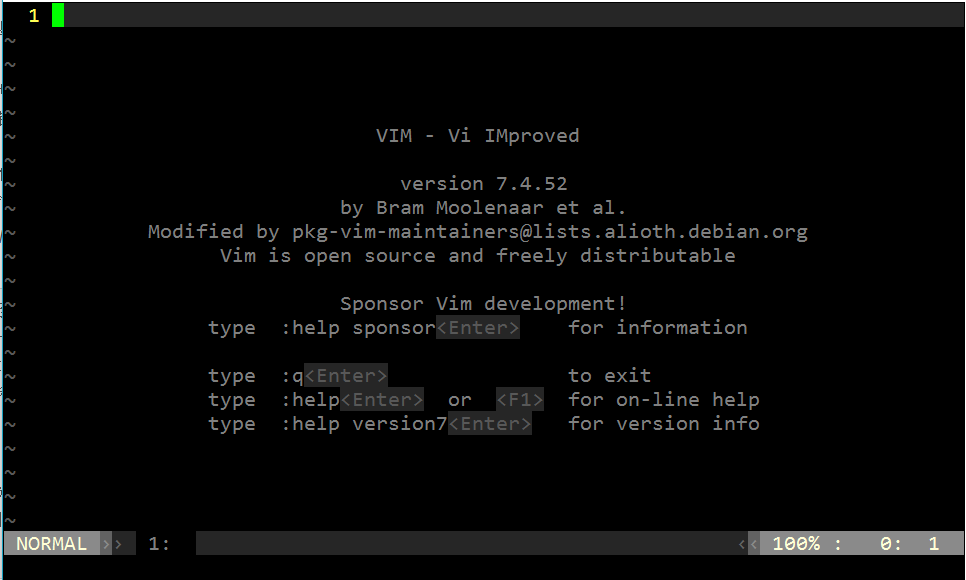 1
~
~
~
~
~ VIM - Vi IMproved
~
~ version 7.4.52
~ by Bram Moolenaar et al.
~ Modified by pkg-vim-maintainers@lists.alioth.debian.org
~ Vim is open source and freely distributable
~
~ Sponsor Vim development!
~ type :help sponsor<Enter> for information
~
~ type :q<Enter> to exit
~ type :help<Enter> or <F1> for on-line help
~ type :help version7<Enter> for version info
~
~
~
~
NORMAL >> 1: << 100% : 0: 1